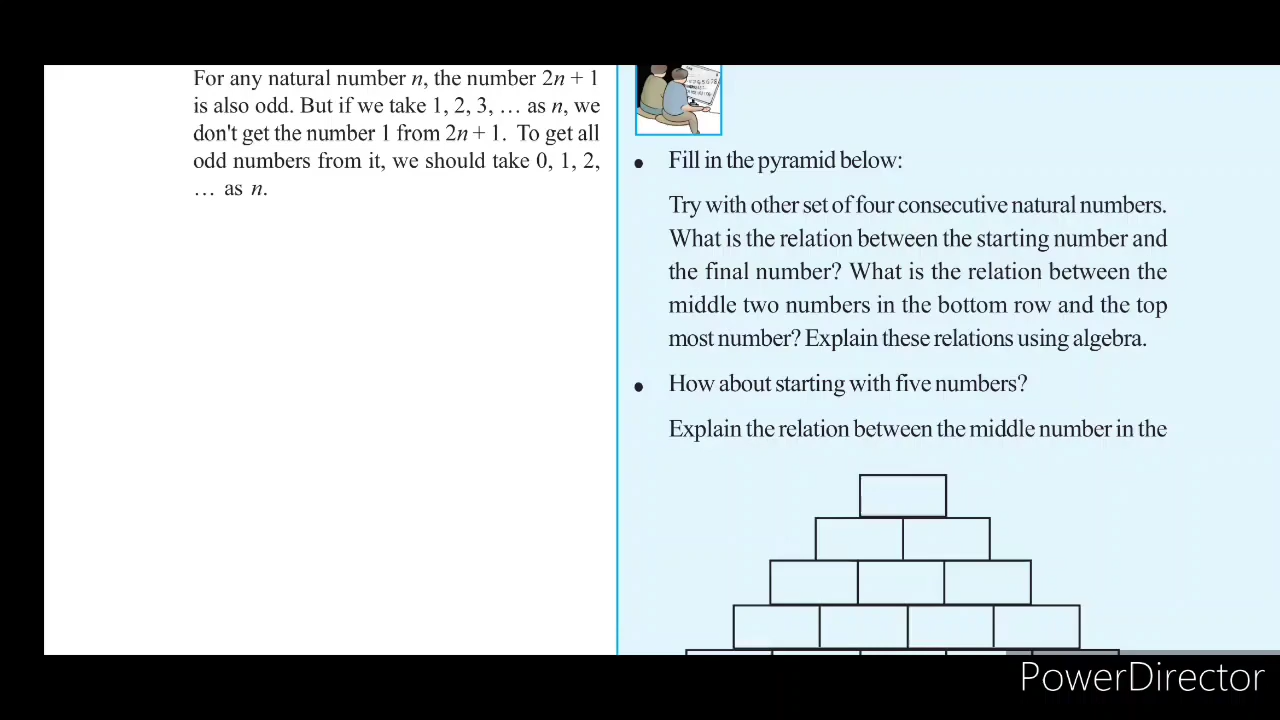 For any natural number n, the number 2n + 1
is also odd. But if we take 1, 2, 3, … as n, we
don't get the number 1 from 2n + 1. To get all
odd numbers from it, we should take 0, 1, 2,
… as n.
• Fill in the pyramid below:
Try with other set of four consecutive natural numbers.
What is the relation between the starting number and
the final number? What is the relation between the
middle two numbers in the bottom row and the top
most number? Explain these relations using algebra.
• How about starting with five numbers?
Explain the relation between the middle number in the
PowerDirector